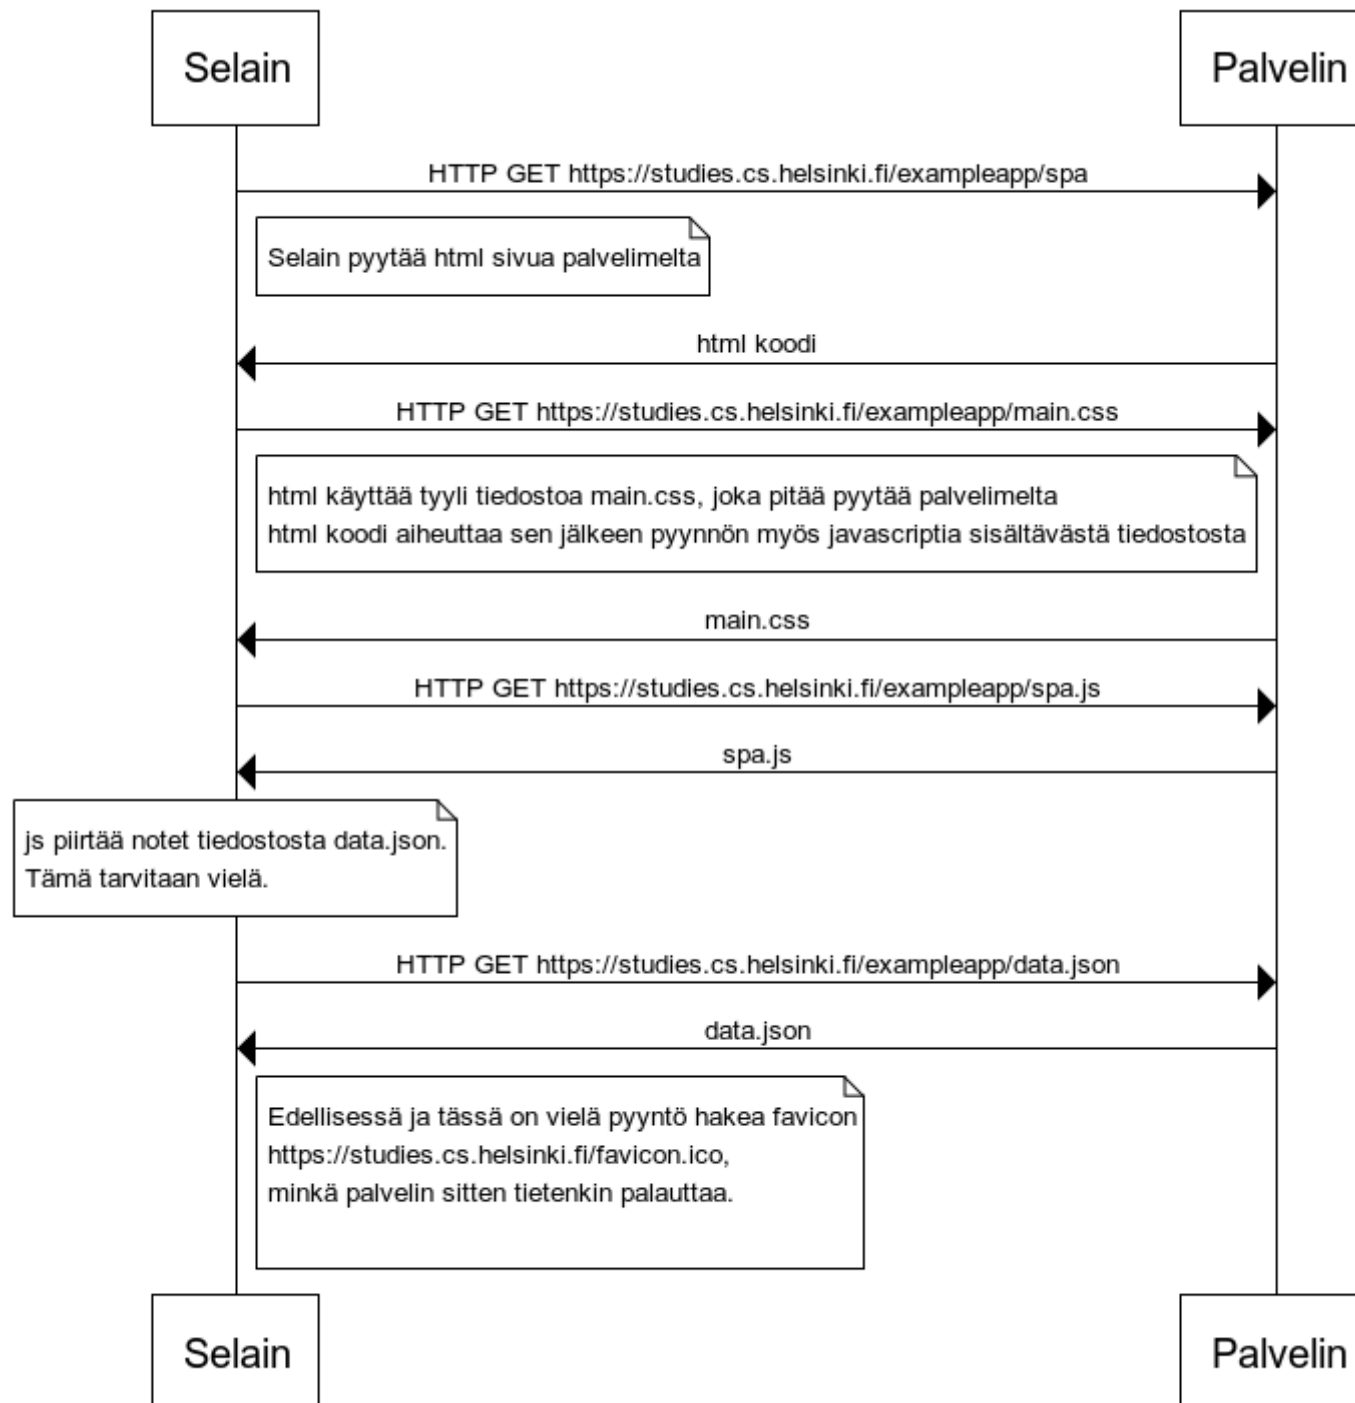 Selain
Palvelin
HTTP GET https://studies.cs.helsinki.fi/exampleapp/spa
Selain pyytää html sivua palvelimelta
html koodi
HTTP GET https://studies.cs.helsinki.fi/exampleapp/main.css
html käyttää tyyli tiedostoa main.css, joka pitää pyytää palvelimelta
html koodi aiheuttaa sen jälkeen pyynnön myös javascriptia sisältävästä tiedostosta
main.css
HTTP GET https://studies.cs.helsinki.fi/exampleapp/spa.js
spa.js
js piirtää notet tiedostosta data.json.
Tämä tarvitaan vielä.
HTTP GET https://studies.cs.helsinki.fi/exampleapp/data.json
data.json
Edellisessä ja tässä on vielä pyyntö hakea favicon
https://studies.cs.helsinki.fi/favicon.ico,
minkä palvelin sitten tietenkin palauttaa.
Selain
Palvelin